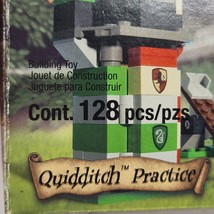 Building Toy
Jouet de Construction
Juguete para Construir
Cont. 128 pcs/pzs
Quidditch™ Practice